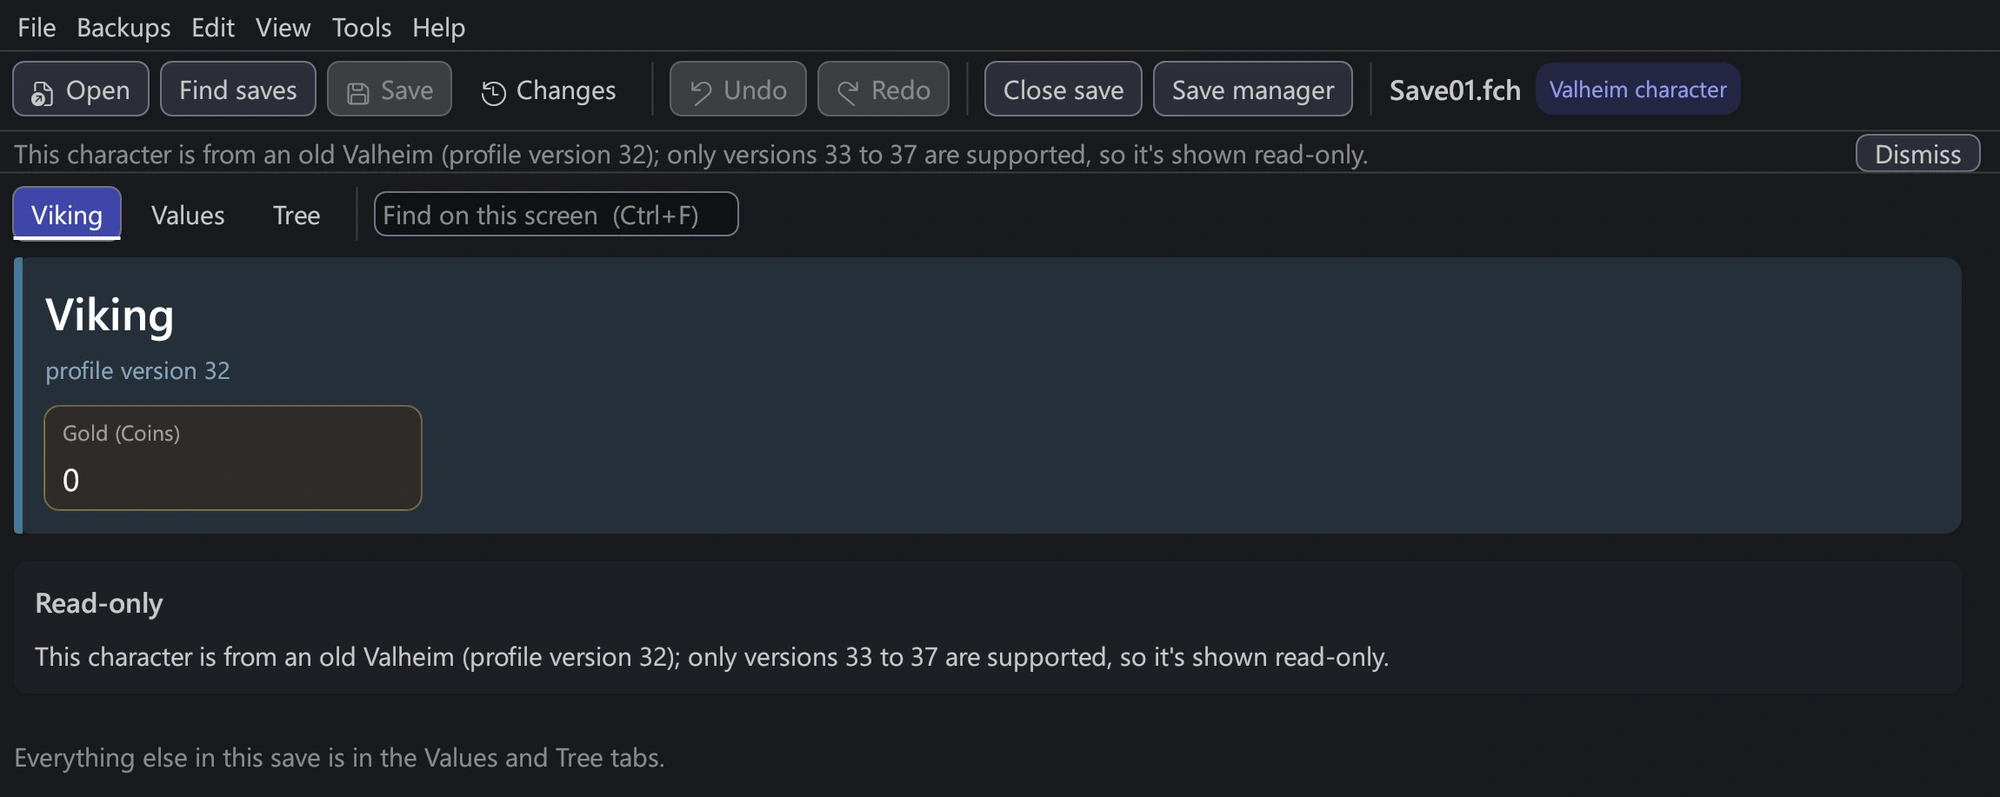 File Backups Edit View Tools Help
Open Find saves Save Changes Undo Redo Close save Save manager Save01.fch Valheim character
This character is from an old Valheim (profile version 32); only versions 33 to 37 are supported, so it's shown read-only. Dismiss
Viking Values Tree Find on this screen (Ctrl+F)
Viking
profile version 32
Gold (Coins)
0
Read-only
This character is from an old Valheim (profile version 32); only versions 33 to 37 are supported, so it's shown read-only.
Everything else in this save is in the Values and Tree tabs.